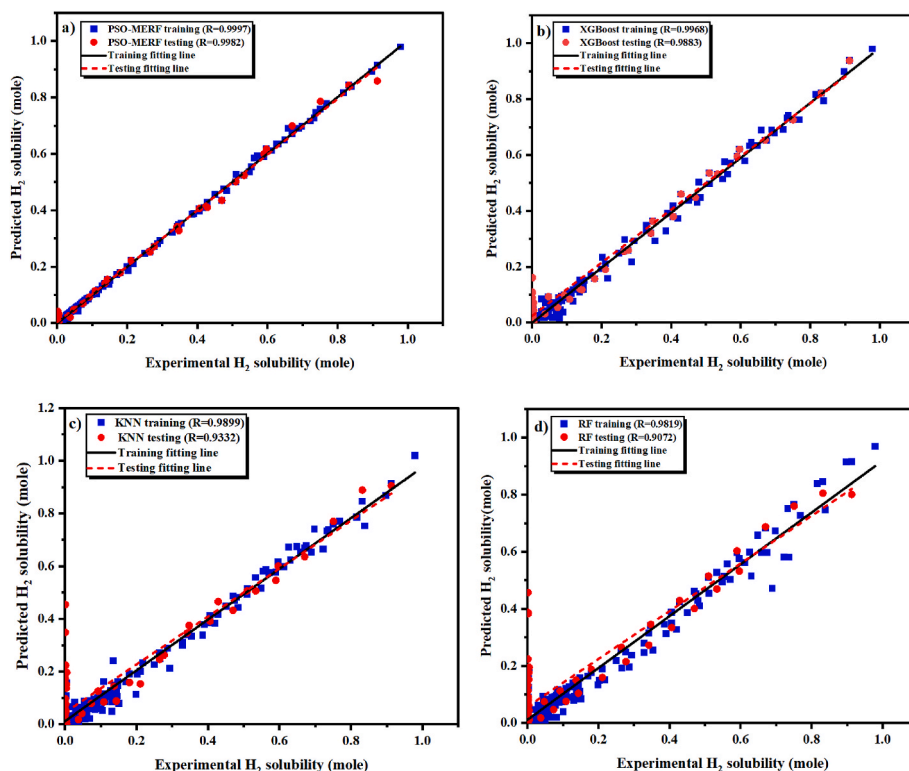 a)
PSO-MERF training (R=0.9997)
PSO-MERF testing (R=0.9982)
Training fitting line
Testing fitting line
Predicted H2 solubility (mole)
1.0
0.8
0.6
0.4
0.2
0.0
0.0 0.2 0.4 0.6 0.8 1.0
Experimental H2 solubility (mole)
b)
XGBoost training (R=0.9968)
XGBoost testing (R=0.9883)
Training fitting line
Testing fitting line
Predicted H2 solubility (mole)
1.0
0.8
0.6
0.4
0.2
0.0
0.0 0.2 0.4 0.6 0.8 1.0
Experimental H2 solubility (mole)
c)
KNN training (R=0.9899)
KNN testing (R=0.9332)
Training fitting line
Testing fitting line
Predicted H2 solubility (mole)
1.2
1.0
0.8
0.6
0.4
0.2
0.0
0.0 0.2 0.4 0.6 0.8 1.0
Experimental H2 solubility (mole)
d)
RF training (R=0.9819)
RF testing (R=0.9072)
Training fitting line
Testing fitting line
Predicted H2 solubility(mole)
1.0
0.8
0.6
0.4
0.2
0.0
0.0 0.2 0.4 0.6 0.8 1.0
Experimental H2 solubility (mole)